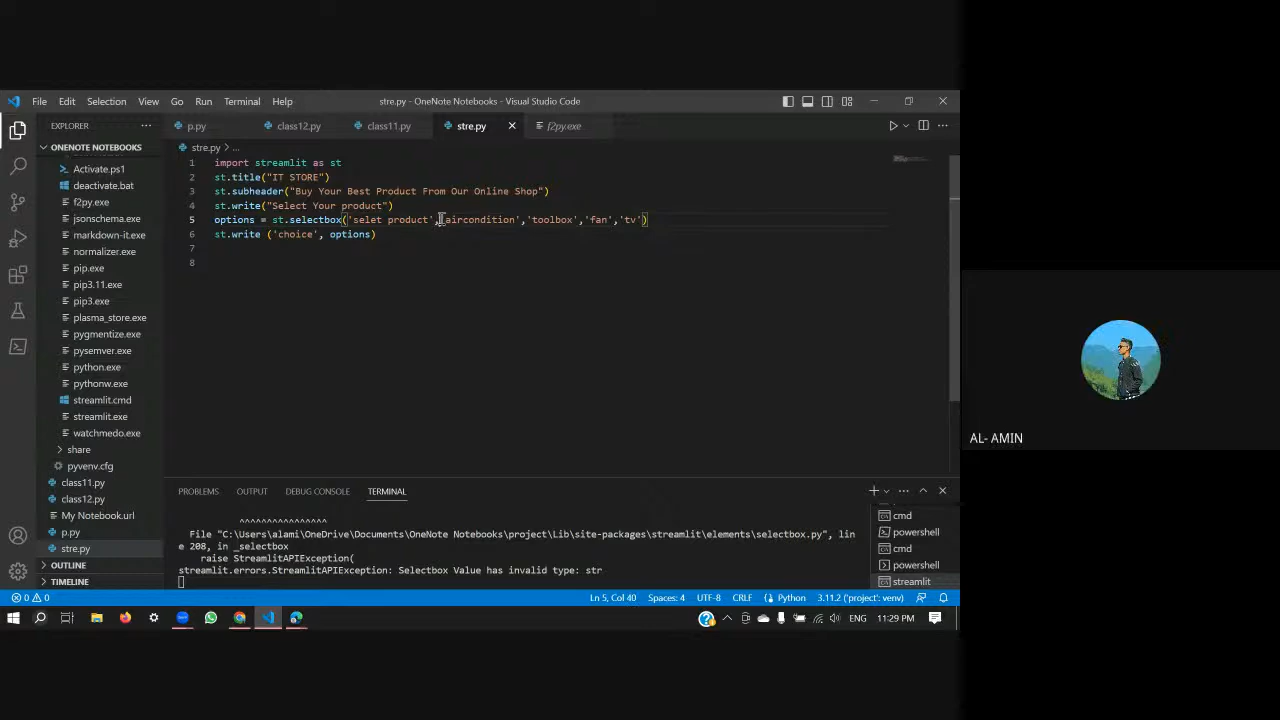 File Edit Selection View Go Run Terminal Help
stre.py - OneNote Notebooks - Visual Studio Code
EXPLORER
p.py
class12.py
class11.py
stre.py
f2py.exe
ONENOTE NOTEBOOKS
stre.py > ...
Activate.ps1
deactivate.bat
f2py.exe
jsonschema.exe
markdown-it.exe
normalizer.exe
pip.exe
pip3.11.exe
pip3.exe
plasma_store.exe
pygmentize.exe
pysemver.exe
python.exe
pythonw.exe
streamlit.cmd
streamlit.exe
watchmedo.exe
share
pyvenv.cfg
class11.py
class12.py
My Notebook.url
p.py
stre.py
OUTLINE
TIMELINE
1 import streamlit as st
2 st.title("IT STORE")
3 st.subheader("Buy Your Best Product From Our Online Shop")
4 st.write("Select Your product")
5 options = st.selectbox('selet product','aircondition','toolbox','fan','tv')
6 st.write ('choice', options)
7
8
PROBLEMS OUTPUT DEBUG CONSOLE TERMINAL
^^^^^^^^^^^^^^^^
File "C:\Users\alami\OneDrive\Documents\OneNote Notebooks\project\Lib\site-packages\streamlit\elements\selectbox.py", lin
e 208, in _selectbox
raise StreamlitAPIException(
streamlit.errors.StreamlitAPIException: Selectbox Value has invalid type: str
cmd
powershell
cmd
powershell
streamlit
0 0
Ln 5, Col 40 Spaces: 4 UTF-8 CRLF Python 3.11.2 ('project': venv)
ENG 11:29 PM
AL- AMIN